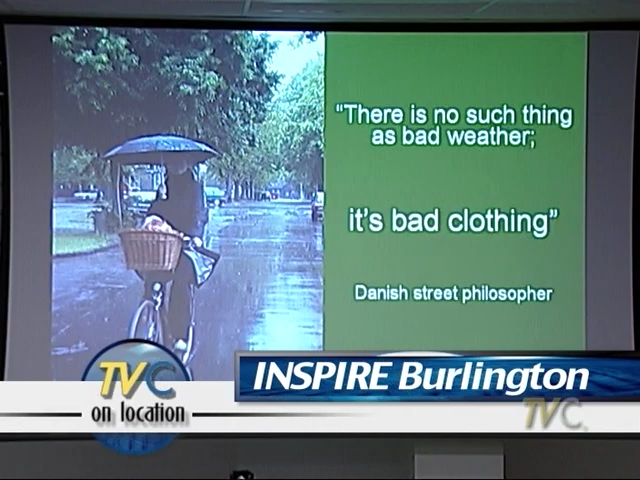 “There is no such thing
as bad weather;
it's bad clothing”
Danish street philosopher
TVC
on location
INSPIRE Burlington
TVC